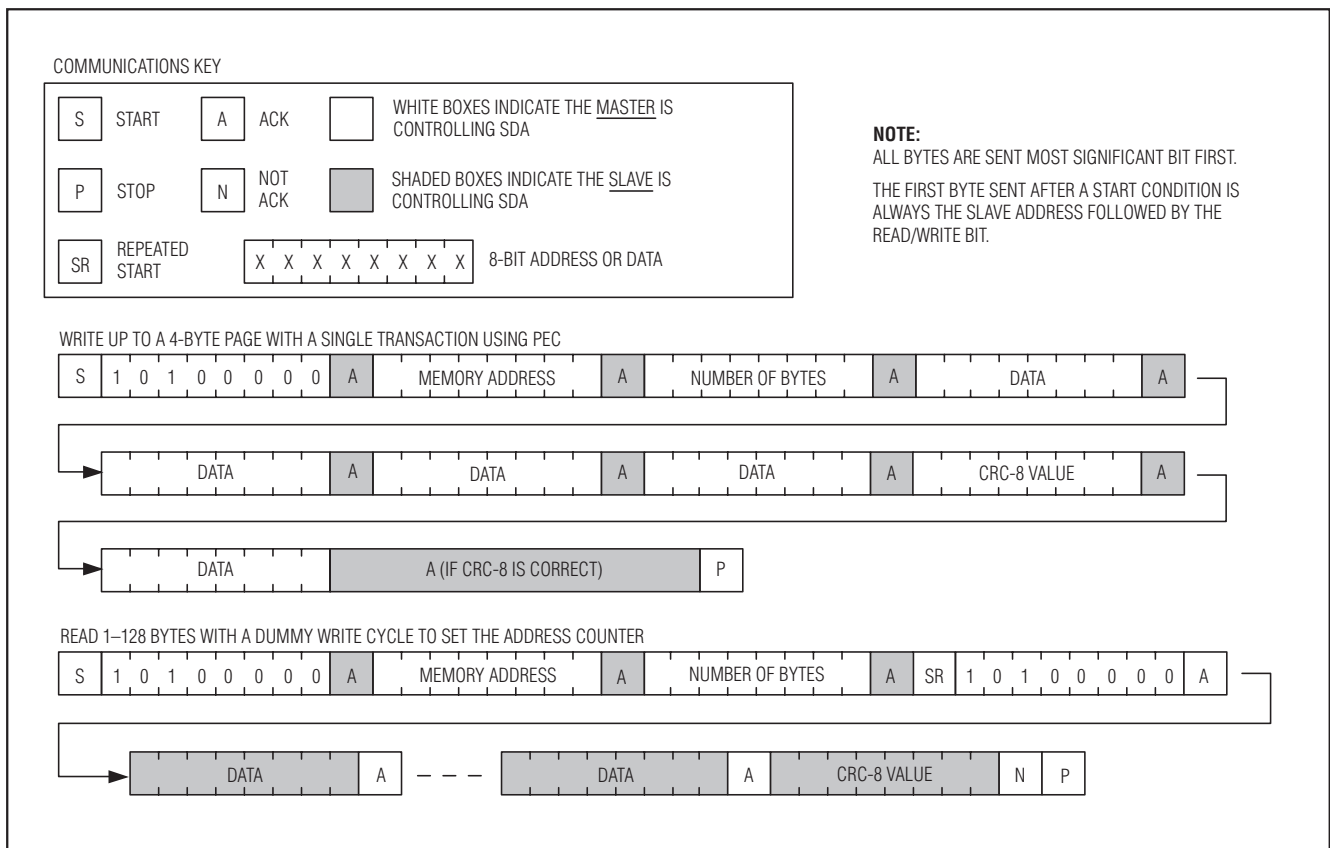 COMMUNICATIONS KEY
S START A ACK WHITE BOXES INDICATE THE MASTER IS
CONTROLLING SDA
P STOP N NOT
ACK SHADED BOXES INDICATE THE SLAVE IS
CONTROLLING SDA
SR REPEATED
START X X X X X X X X 8-BIT ADDRESS OR DATA
NOTE:
ALL BYTES ARE SENT MOST SIGNIFICANT BIT FIRST.
THE FIRST BYTE SENT AFTER A START CONDITION IS
ALWAYS THE SLAVE ADDRESS FOLLOWED BY THE
READ/WRITE BIT.
WRITE UP TO A 4-BYTE PAGE WITH A SINGLE TRANSACTION USING PEC
S 1 0 1 0 0 0 0 0 A MEMORY ADDRESS A NUMBER OF BYTES A DATA A
DATA A DATA A DATA A CRC-8 VALUE A
DATA A (IF CRC-8 IS CORRECT) P
READ 1–128 BYTES WITH A DUMMY WRITE CYCLE TO SET THE ADDRESS COUNTER
S 1 0 1 0 0 0 0 0 A MEMORY ADDRESS A NUMBER OF BYTES A SR 1 0 1 0 0 0 0 0 A
DATA A – – – DATA A CRC-8 VALUE N P